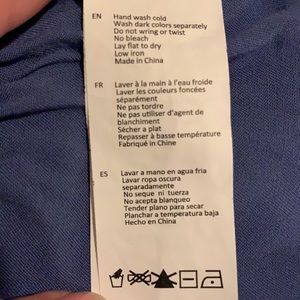 EN Hand wash cold
Wash dark colors separately
Do not wring or twist
No bleach
Lay flat to dry
Low iron
Made in China
FR Laver à la main à l'eau froide
Laver les couleurs foncées
séparément
Ne pas tordre
Ne pas utiliser d'agent de
blanchiment
Sécher a plat
Repasser à basse température
Fabriqué in Chine
ES Lavar a mano en agua fria
Lavar ropa oscura
separadamente
No seque ni tuerza
No acepta blanqueo
Tender plano para secar
Planchar a temperatura baja
Hecho en China